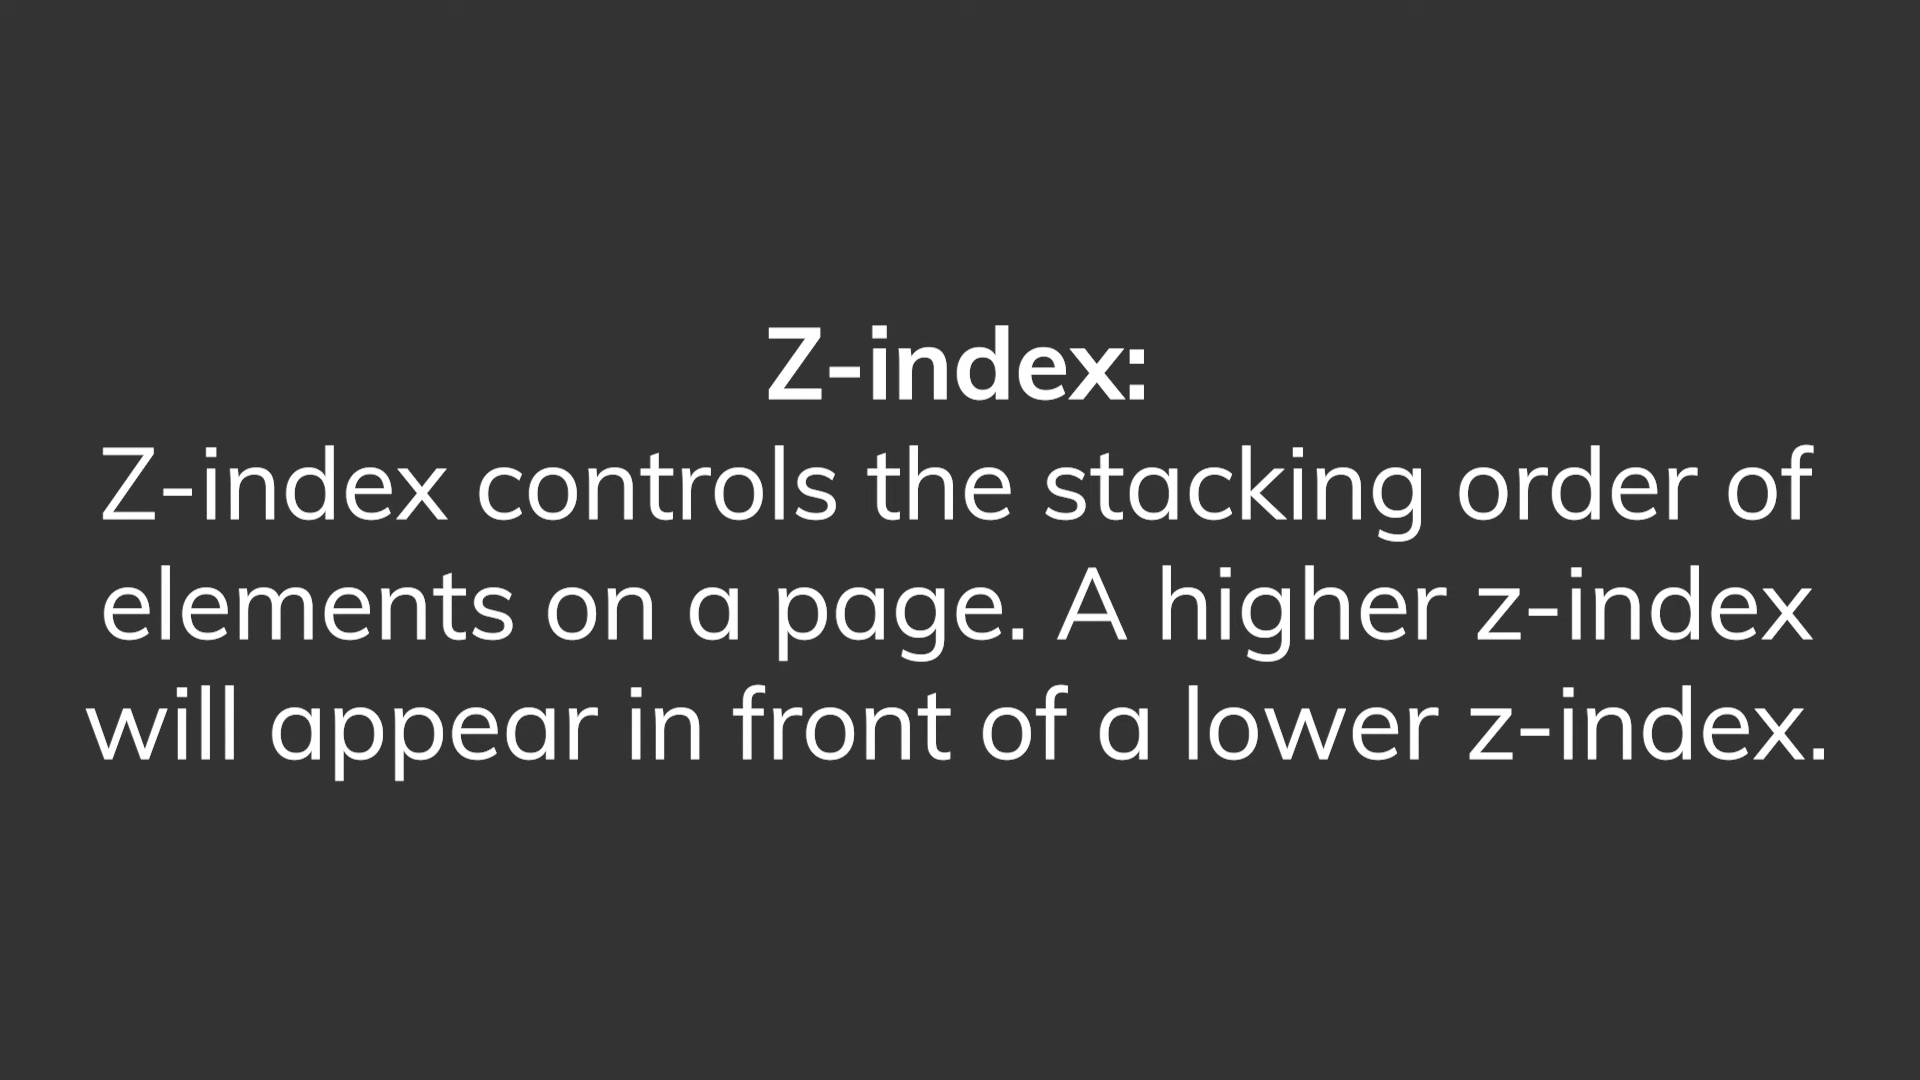 Z-index:
Z-index controls the stacking order of
elements on a page. A higher z-index
will appear in front of a lower z-index.